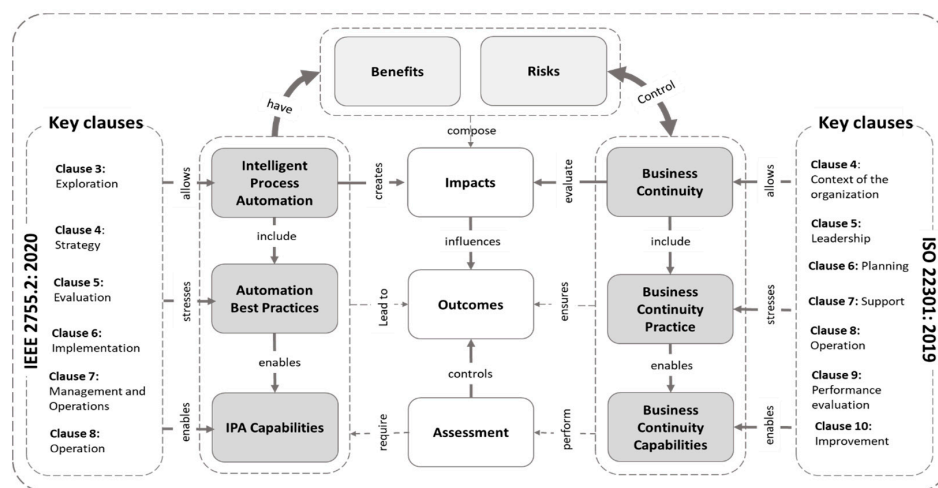 Benefits
Risks
have
Control
compose
Key clauses
IEEE 2755.2: 2020
Clause 3:
Exploration
Clause 4:
Strategy
Clause 5:
Evaluation
Clause 6:
Implementation
Clause 7:
Management and
Operations
Clause 8:
Operation
allows
stresses
enables
Intelligent
Process
Automation
include
Automation
Best Practices
enables
IPA Capabilities
creates
Lead to
require
Impacts
influences
Outcomes
controls
Assessment
evaluate
ensures
perform
Business
Continuity
include
Business
Continuity
Practice
enables
Business
Continuity
Capabilities
allows
stresses
enables
Key clauses
Clause 4:
Context of the
organization
Clause 5:
Leadership
Clause 6: Planning
Clause 7: Support
Clause 8:
Operation
Clause 9:
Performance
evaluation
Clause 10:
Improvement
ISO 22301: 2019